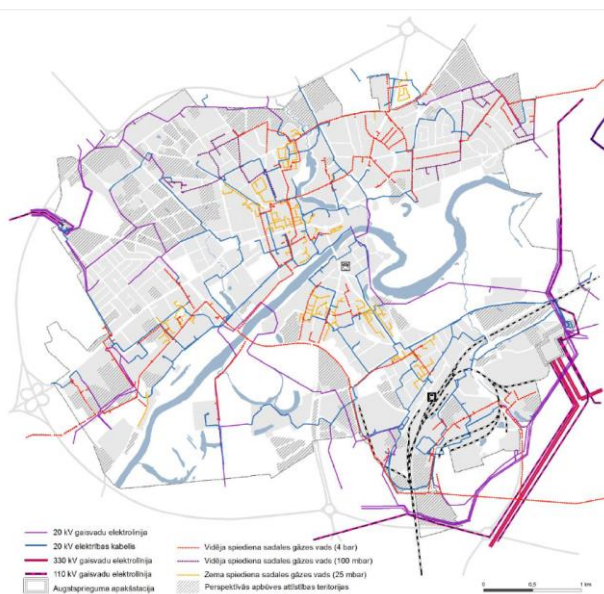 20 kV gaisvadu elektrolīnija
20 kV elektrības kabelis
330 kV gaisvadu elektrolīnija
110 kV gaisvadu elektrolīnija
Augstsprieguma apakšstacija
Vidēja spiediena sadales gāzes vads (4 bar)
Vidēja spiediena sadales gāzes vads (100 mbar)
Zema spiediena sadales gāzes vads (25 mbar)
Perspektīvās apbūves attīstības teritorijas
0 0,5 1 km